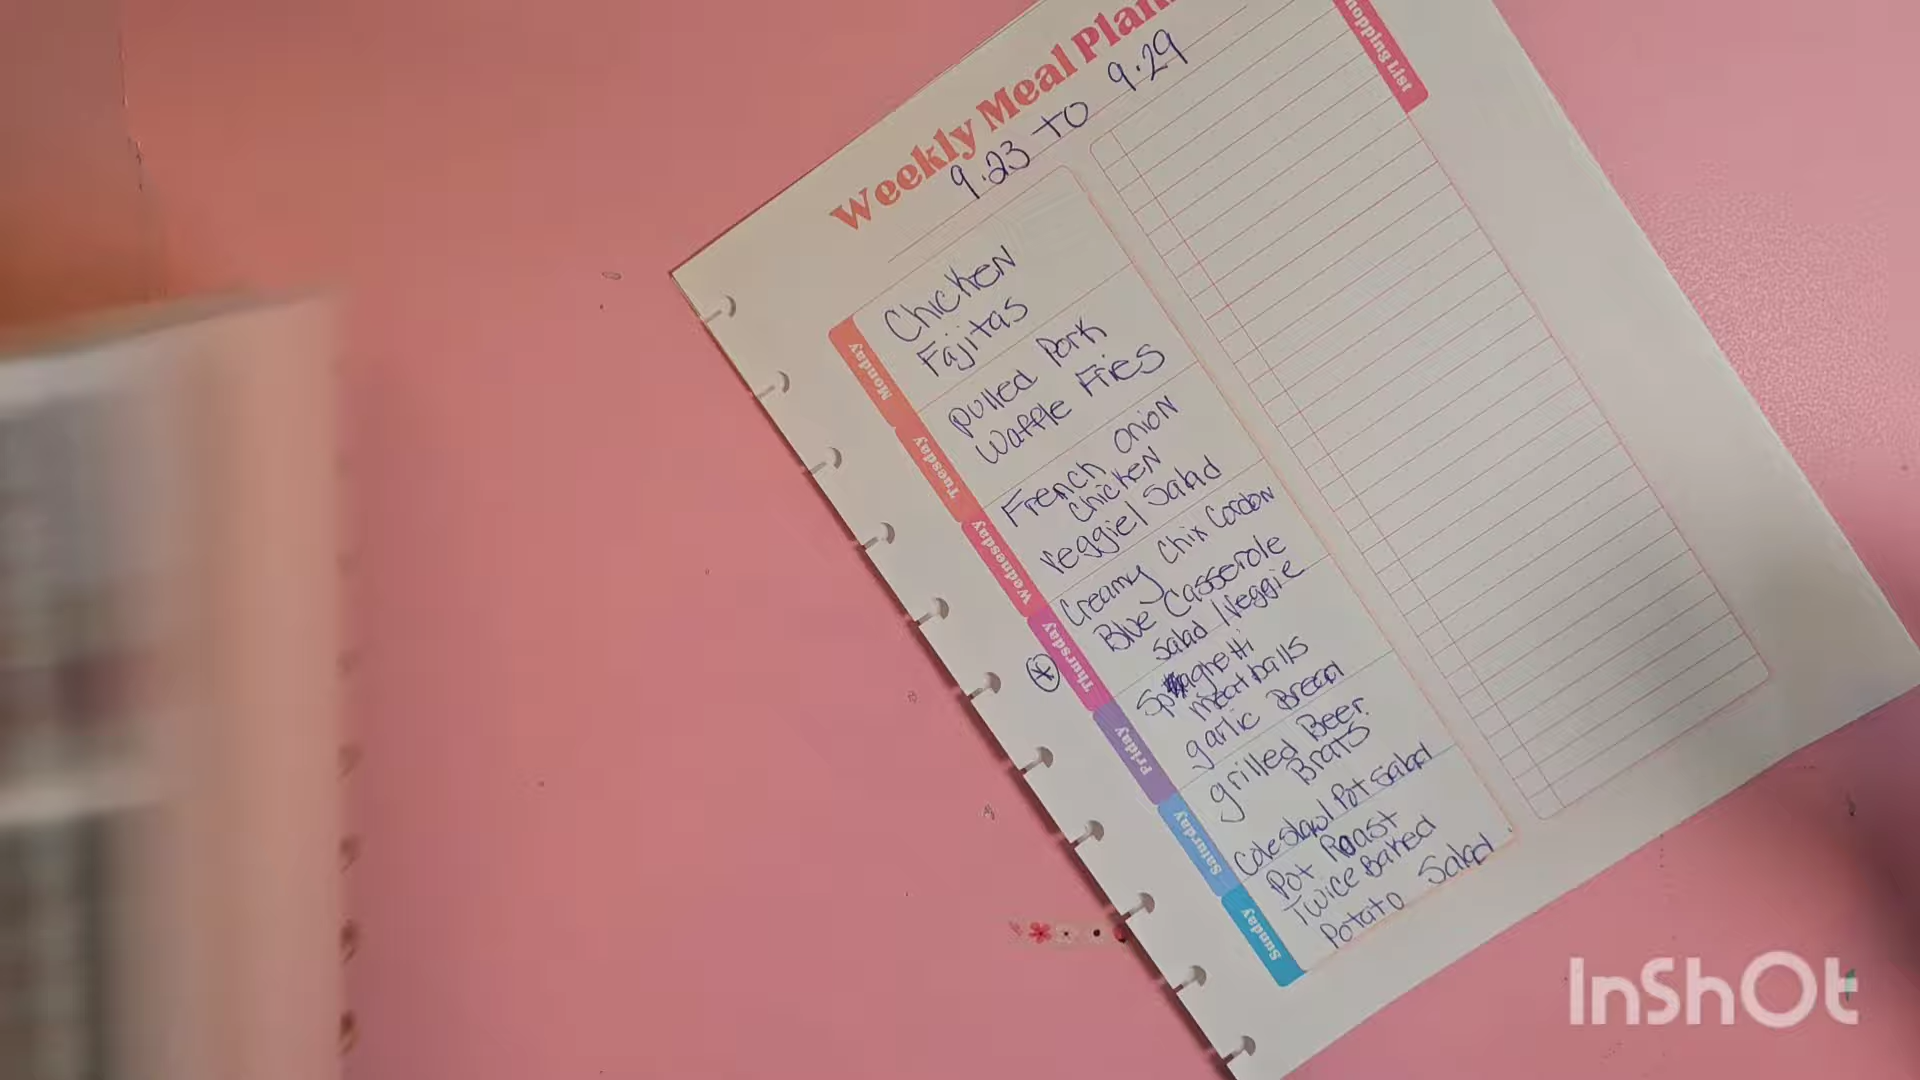 Weekly Meal Plan
9.23 to 9.29
Shopping List
Monday
Chicken
Fajitas
Tuesday
pulled Pork
Waffle Fries
Wednesday
French Onion
Chicken
veggie/ Salad
Thursday
Creamy Chix Cordon
Blue Casserole
Salad/Veggie
Friday
Spaghetti
meatballs
garlic Bread
Saturday
grilled Beer
Brats
Coleslaw/Pot Salad
Sunday
Pot Roast
Twice Baked
Potato Salad
InShOt